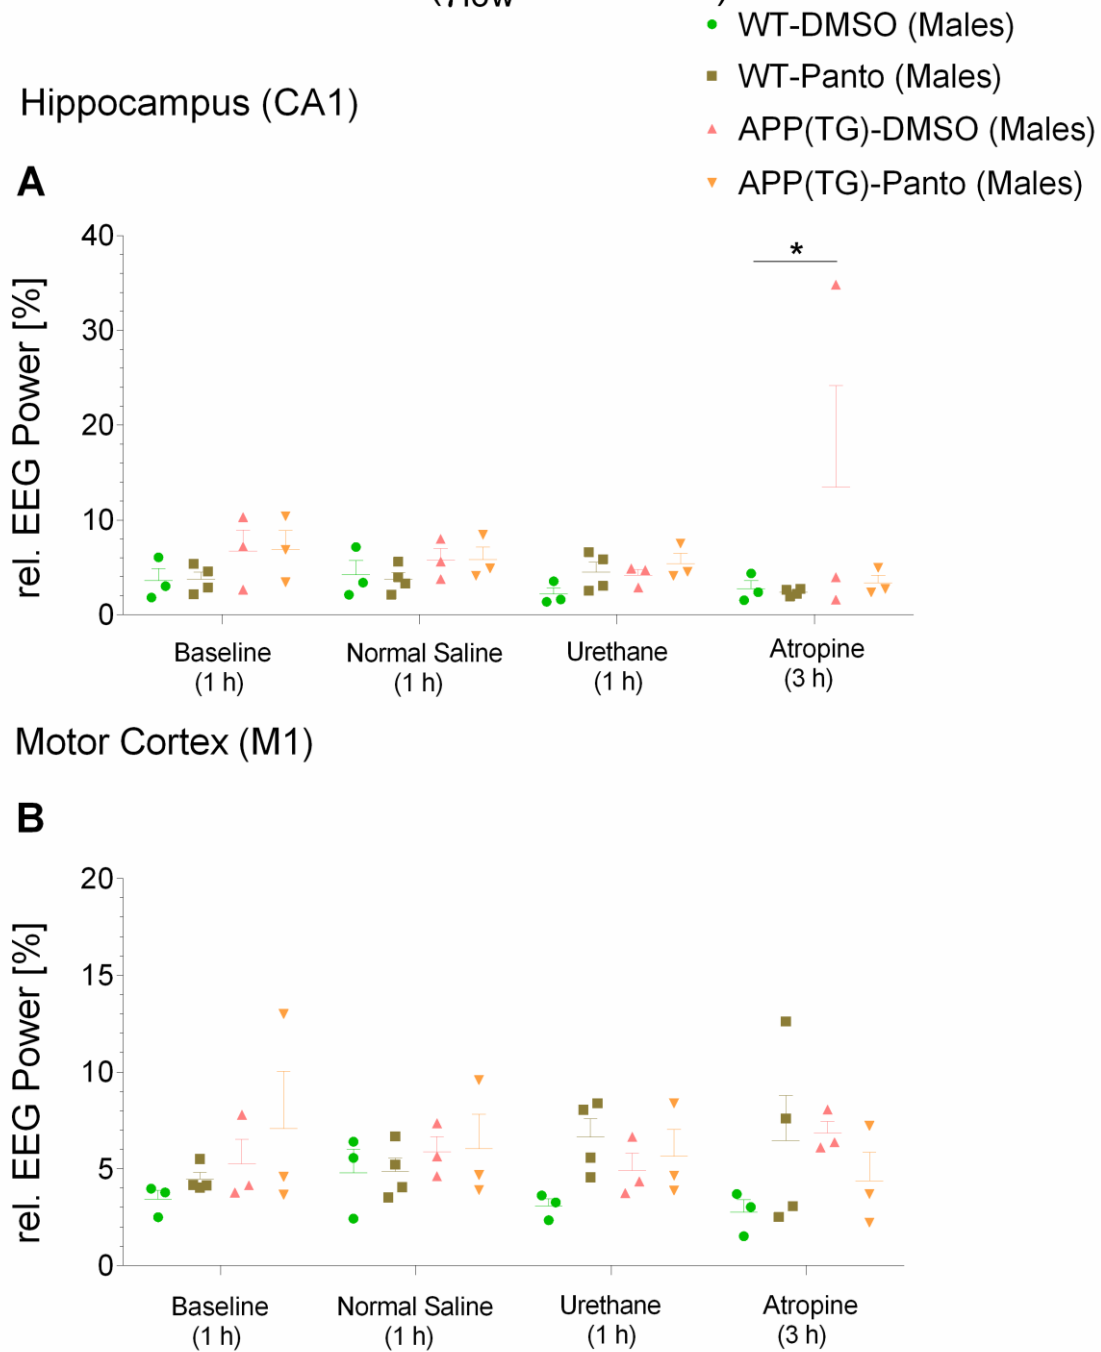 WT-DMSO (Males)
WT-Panto (Males)
APP(TG)-DMSO (Males)
APP(TG)-Panto (Males)
Hippocampus (CA1)
A
*
rel. EEG Power [%]
40
30
20
10
0
Baseline
(1 h)
Normal Saline
(1 h)
Urethane
(1 h)
Atropine
(3 h)
Motor Cortex (M1)
B
rel. EEG Power [%]
20
15
10
5
0
Baseline
(1 h)
Normal Saline
(1 h)
Urethane
(1 h)
Atropine
(3 h)